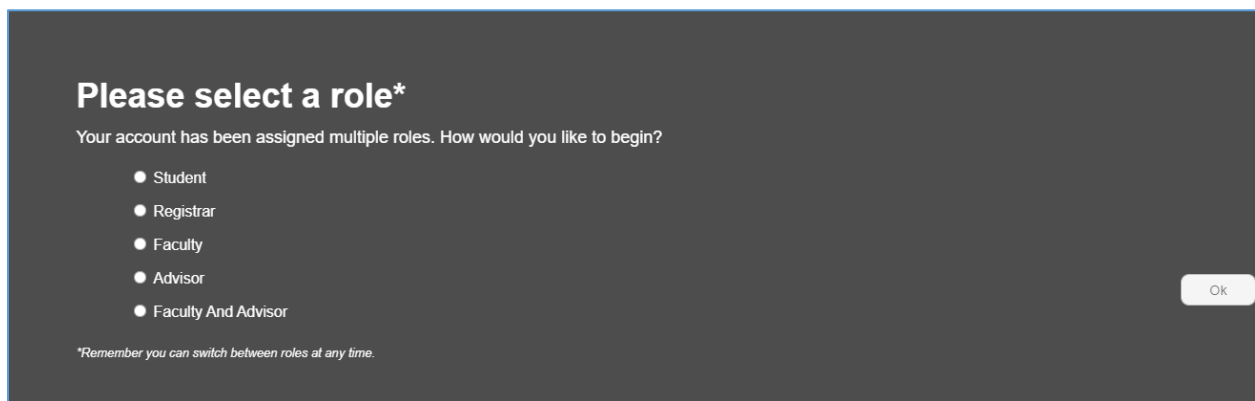 Please select a role*
Your account has been assigned multiple roles. How would you like to begin?
Student
Registrar
Faculty
Advisor
Faculty And Advisor
Ok
*Remember you can switch between roles at any time.